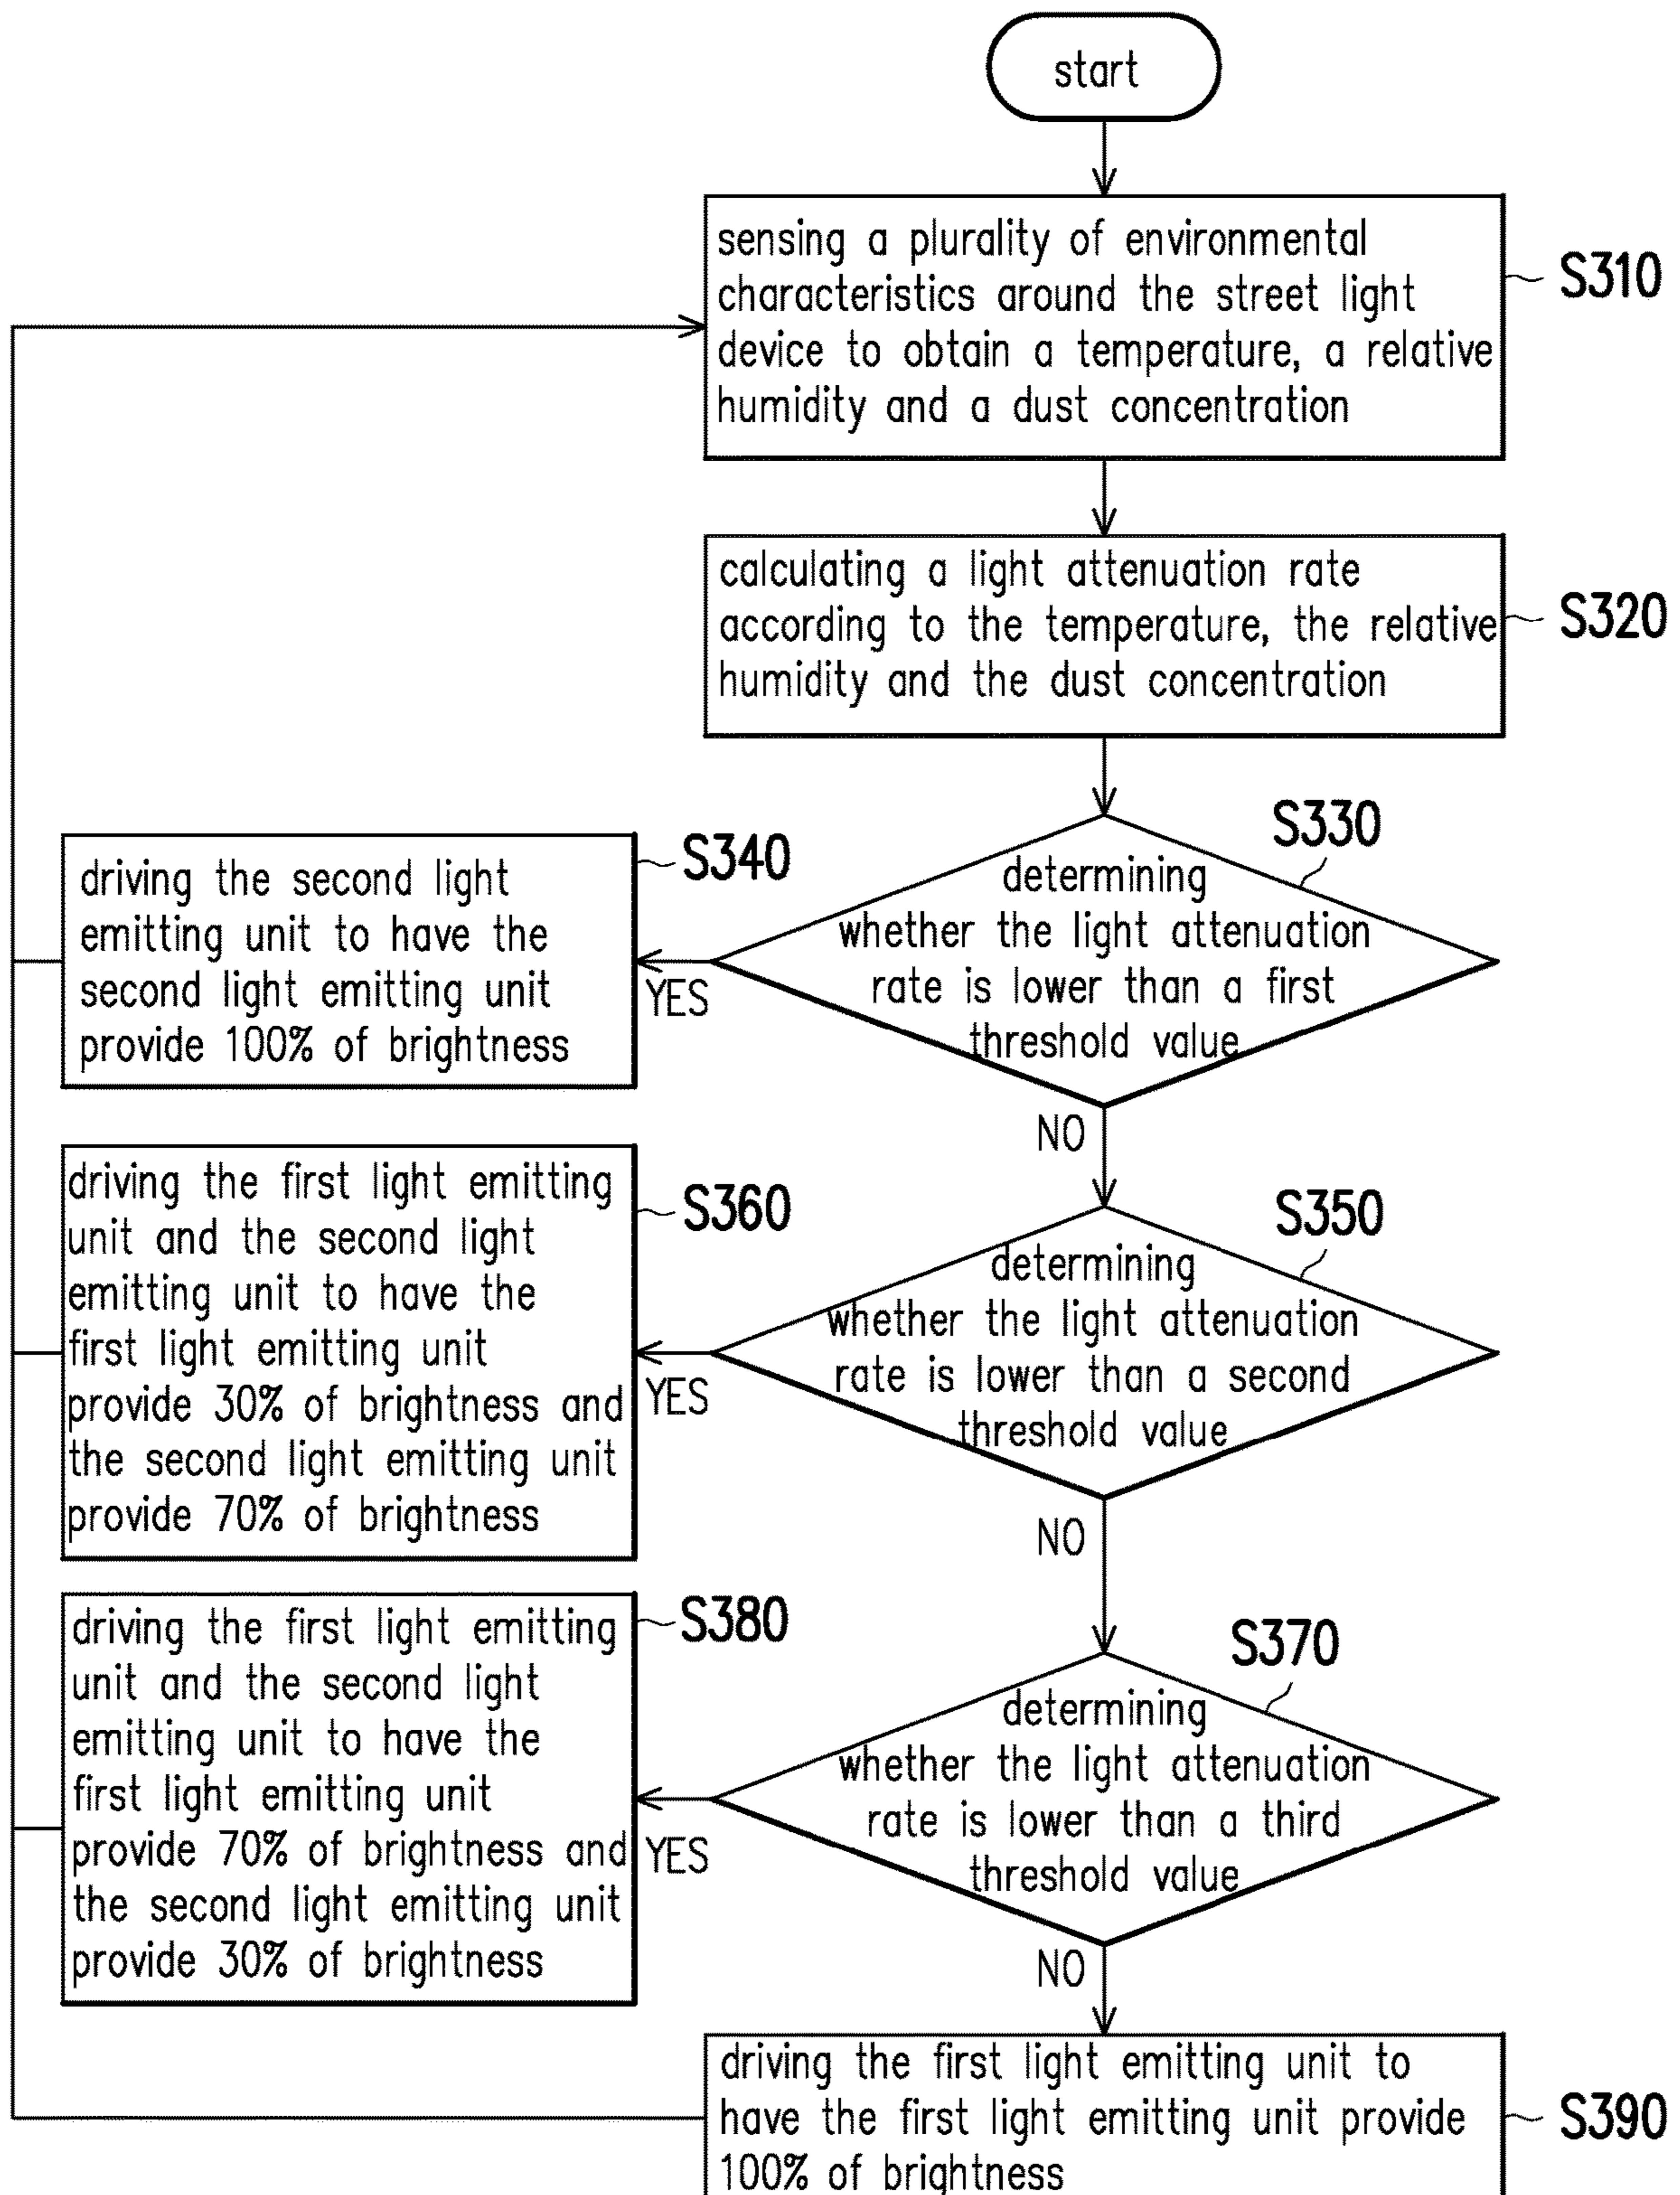 start
sensing a plurality of environmental
characteristics around the street light
device to obtain a temperature, a relative
humidity and a dust concentration
S310
calculating a light attenuation rate
according to the temperature, the relative
humidity and the dust concentration
S320
S330
determining
whether the light attenuation
rate is lower than a first
threshold value
YES
NO
S340
driving the second light
emitting unit to have the
second light emitting unit
provide 100% of brightness
S350
determining
whether the light attenuation
rate is lower than a second
threshold value
YES
NO
S360
driving the first light emitting
unit and the second light
emitting unit to have the
first light emitting unit
provide 30% of brightness and
the second light emitting unit
provide 70% of brightness
S370
determining
whether the light attenuation
rate is lower than a third
threshold value
YES
NO
S380
driving the first light emitting
unit and the second light
emitting unit to have the
first light emitting unit
provide 70% of brightness and
the second light emitting unit
provide 30% of brightness
driving the first light emitting unit to
have the first light emitting unit provide
100% of brightness
S390